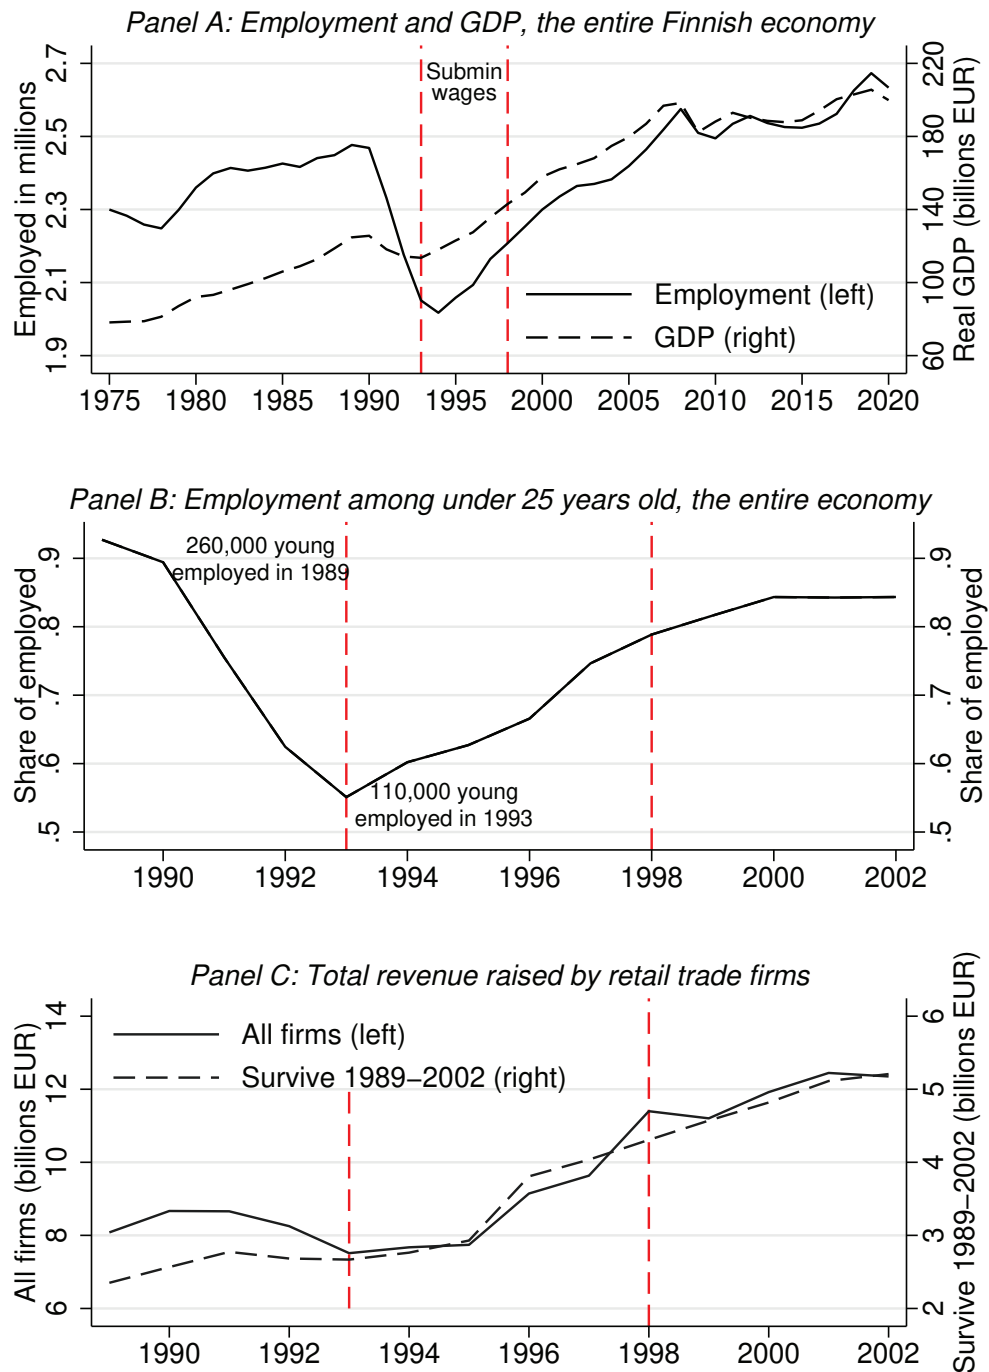 Panel A: Employment and GDP, the entire Finnish economy
Employed in millions
2.7
2.5
2.3
2.1
1.9
Submin
wages
220
180
140
100
60
Real GDP (billions EUR)
Employment (left)
GDP (right)
1975 1980 1985 1990 1995 2000 2005 2010 2015 2020
Panel B: Employment among under 25 years old, the entire economy
Share of employed
.9
.8
.7
.6
.5
260,000 young
employed in 1989
110,000 young
employed in 1993
.9
.8
.7
.6
.5
Share of employed
1990 1992 1994 1996 1998 2000 2002
Panel C: Total revenue raised by retail trade firms
All firms (billions EUR)
14
12
10
8
6
All firms (left)
Survive 1989–2002 (right)
6
5
4
3
2
Survive 1989–2002 (billions EUR)
1990 1992 1994 1996 1998 2000 2002